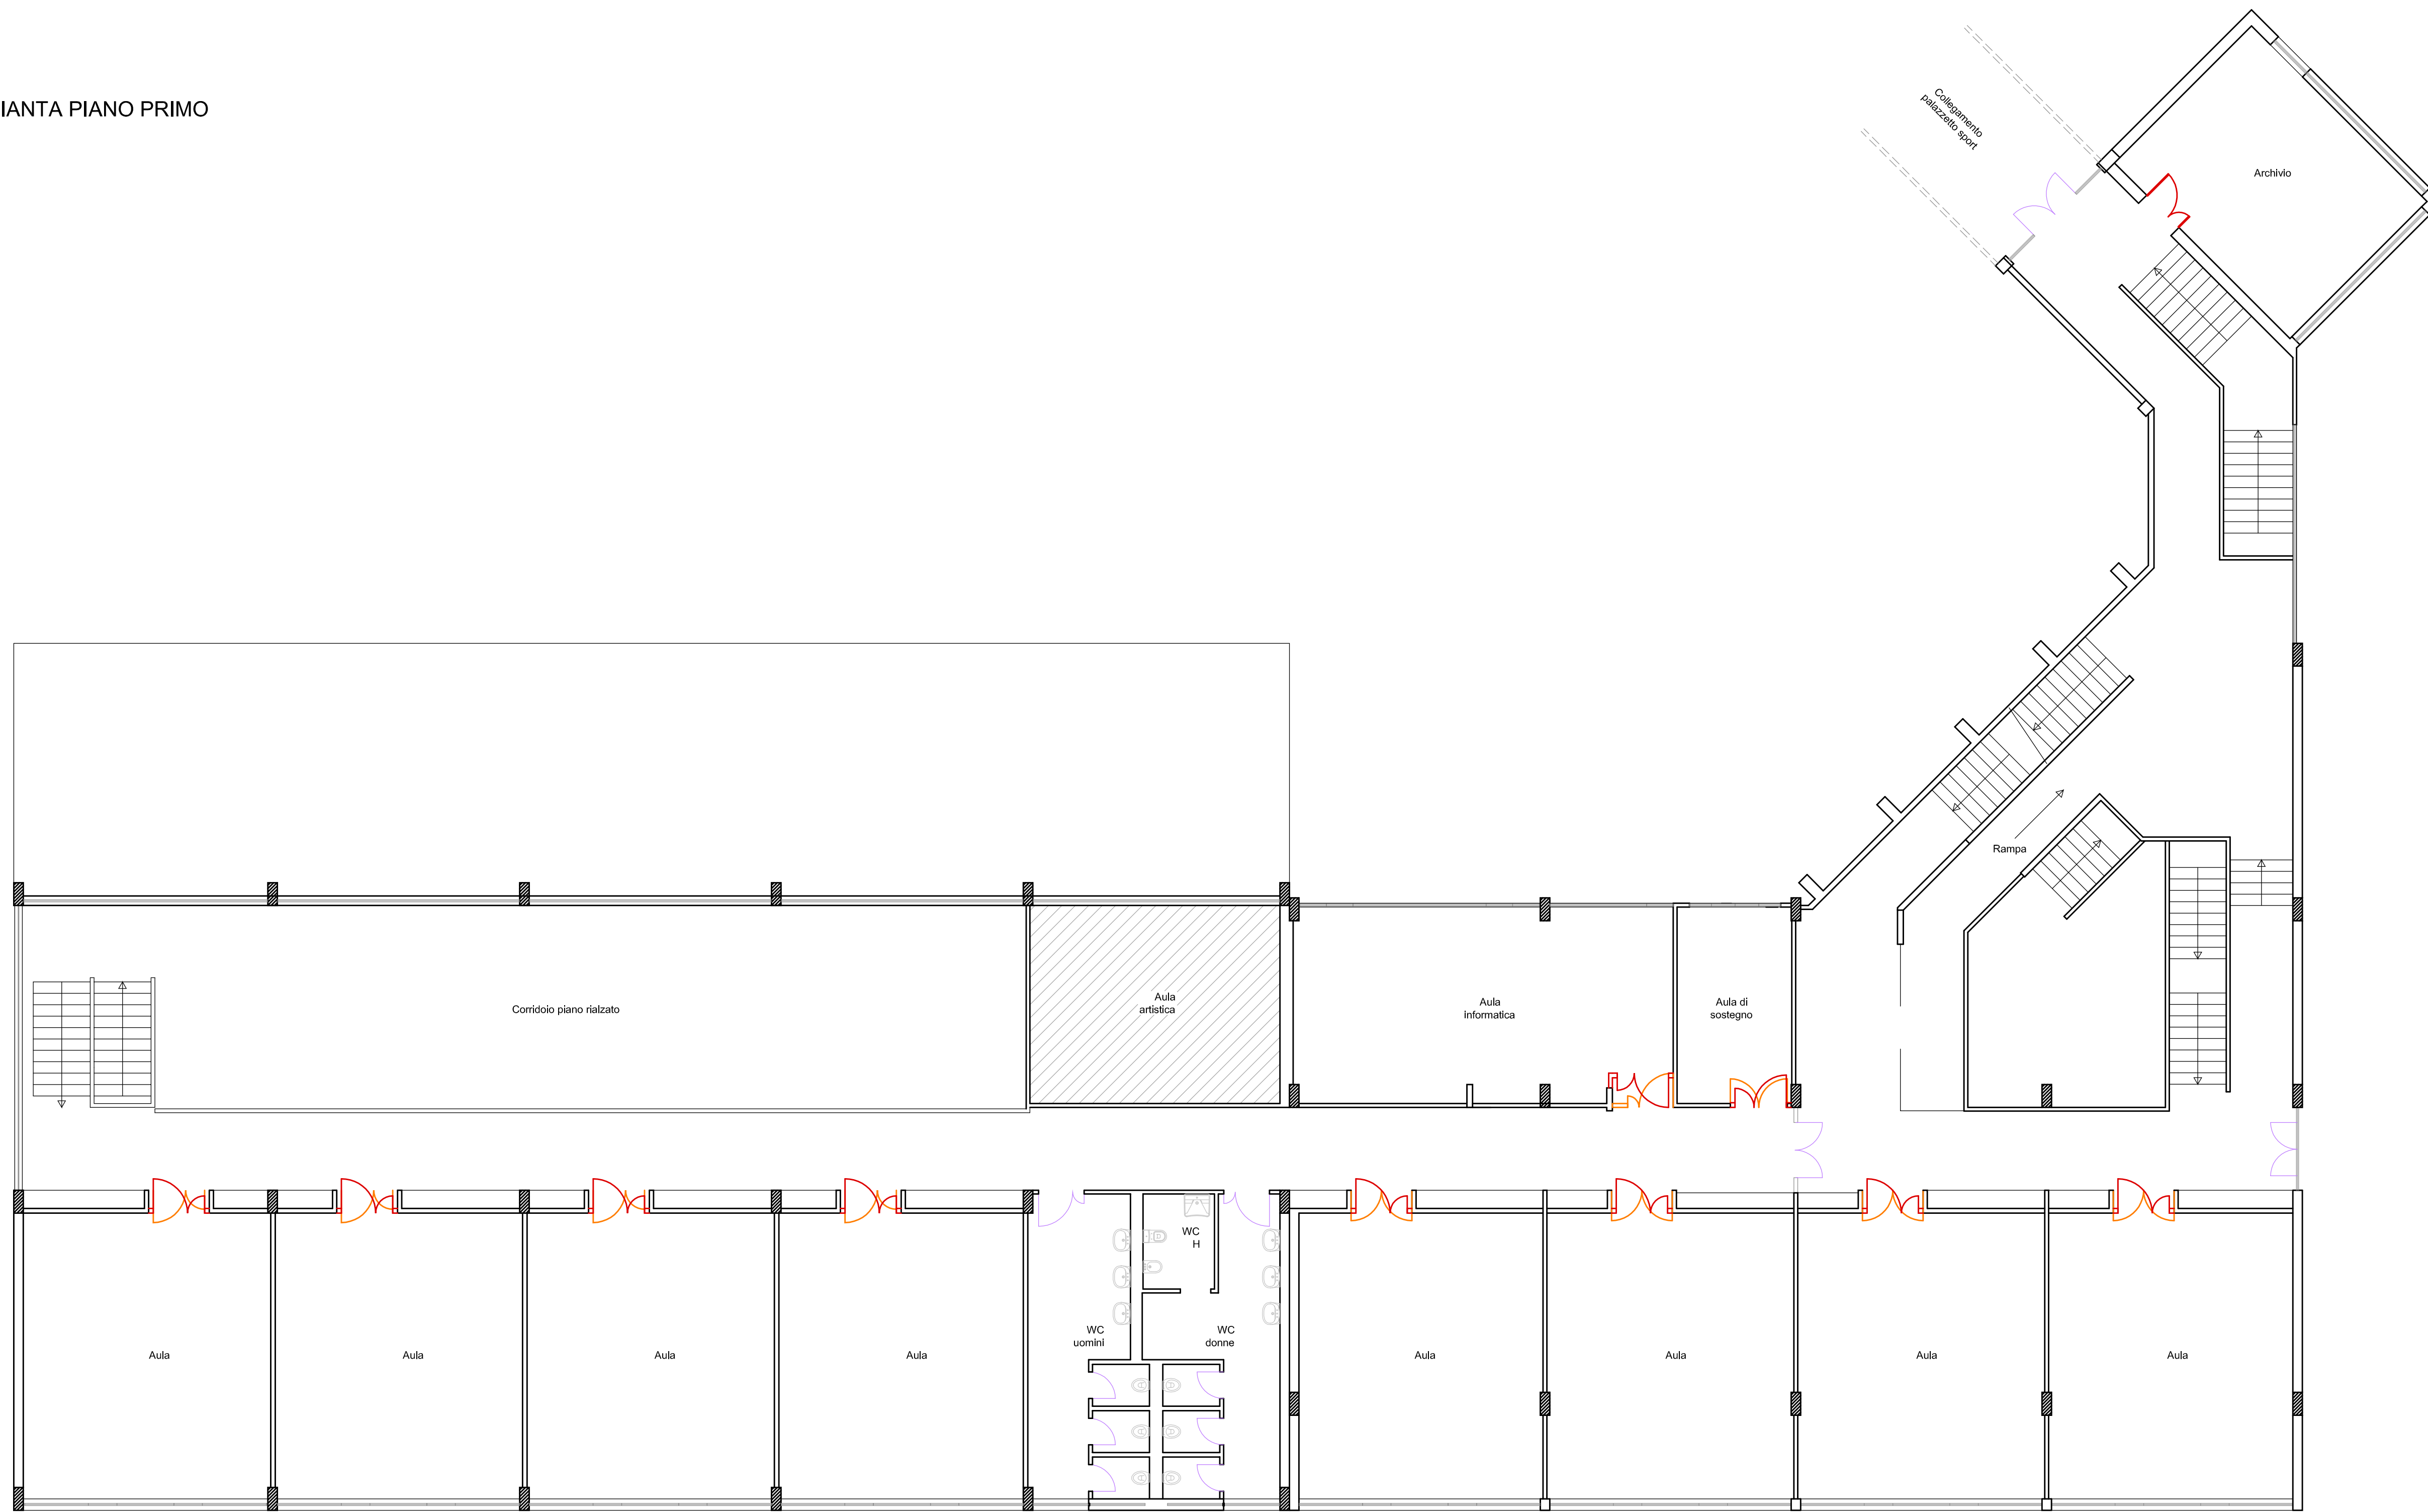 IANTA PIANO PRIMO
Collegamento
palazzetto sport
Archivio
Rampa
Corridoio piano rialzato
Aula
artistica
Aula
informatica
Aula di
sostegno
WC
H
WC
uomini
WC
donne
Aula
Aula
Aula
Aula
Aula
Aula
Aula
Aula